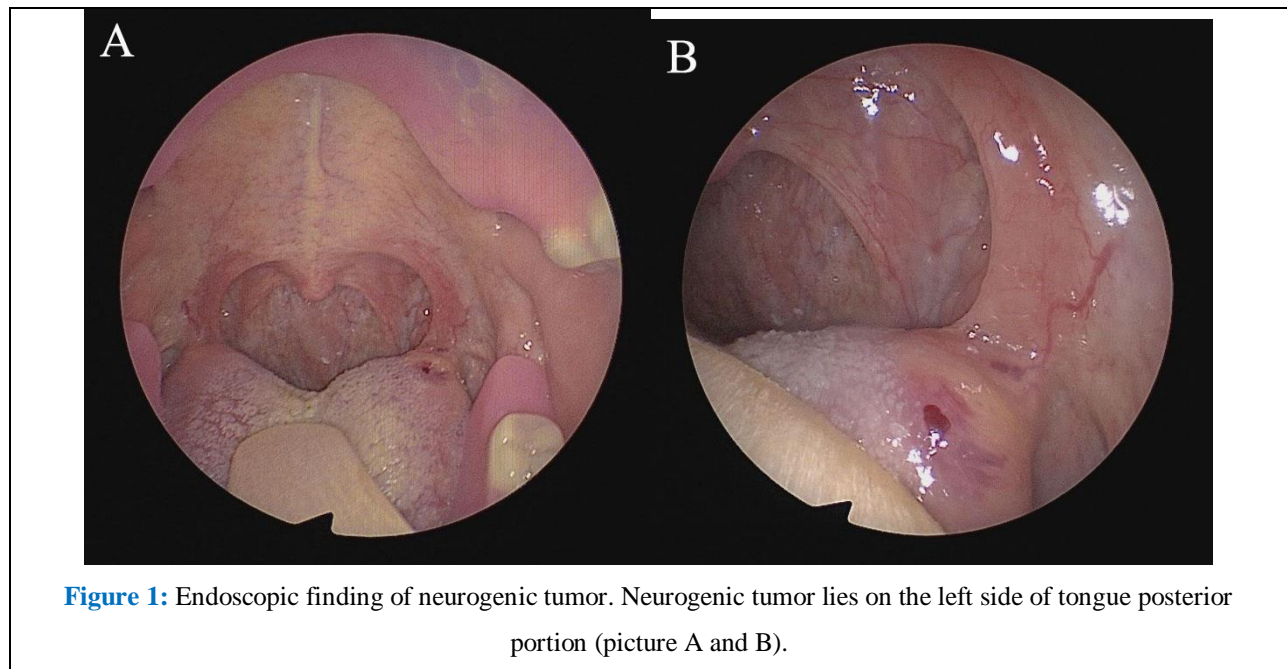 A
B
Figure 1: Endoscopic finding of neurogenic tumor. Neurogenic tumor lies on the left side of tongue posterior
portion (picture A and B).